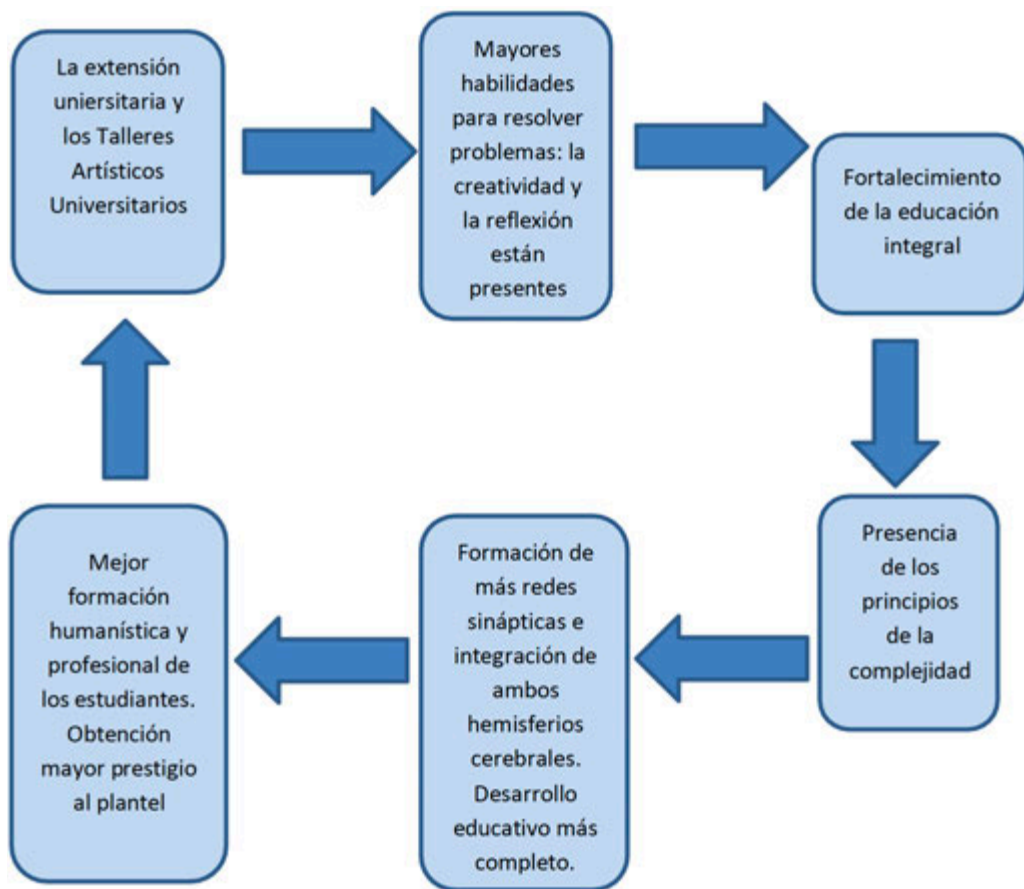 La extensión
uniersitaria y
los Talleres
Artísticos
Universitarios
Mayores
habilidades
para resolver
problemas: la
creatividad y
la reflexión
están
presentes
Fortalecimiento
de la educación
integral
Presencia
de los
principios
de la
complejidad
Formación de
más redes
sinápticas e
integración de
ambos
hemisferios
cerebrales.
Desarrollo
educativo más
completo.
Mejor
formación
humanística y
profesional de
los estudiantes.
Obtención
mayor prestigio
al plantel